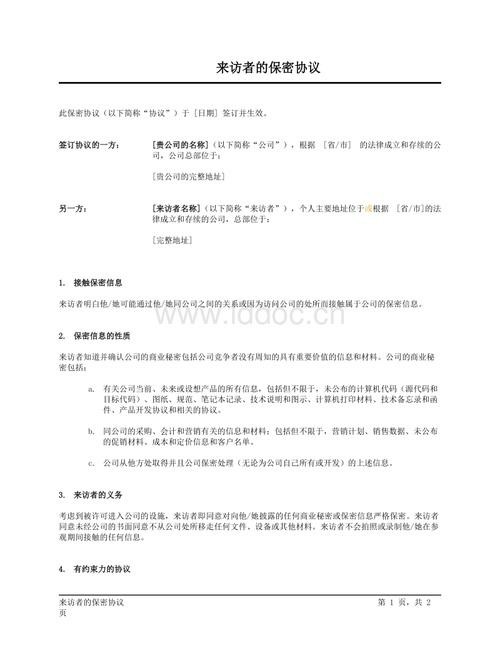 来访者的保密协议
此保密协议（以下简称“协议”）于 [日期] 签订并生效。
签订协议的一方： [贵公司的名称]（以下简称“公司”），根据 [省/市] 的法律成立和存续的公
司，公司总部位于：
[贵公司的完整地址]
另一方： [来访者名称]（以下简称“来访者”），个人主要地址位于或根据 [省/市]的法
律成立和存续的公司，总部位于：
[完整地址]
1. 接触保密信息
来访者明白他/她可能通过他/她同公司之间的关系或因为访问公司的处所而接触属于公司的保密信息。
www.iddoc.cn
2. 保密信息的性质
来访者知道并确认公司的商业秘密包括公司竞争者没有周知的具有重要价值的信息和材料。公司的商业秘
密包括：
a. 有关公司当前、未来或设想产品的所有信息，包括但不限于，未公布的计算机代码（源代码和
目标代码）、图纸、规范、笔记本记录、技术说明和图示、计算机打印材料、技术备忘录和函
件、产品开发协议和相关的协议。
b. 同公司的采购、会计和营销有关的信息和材料；包括但不限于，营销计划、销售数据、未公布
的促销材料、成本和定价信息和客户名单。
c. 公司从他方处取得并且公司保密处理（无论为公司自己所有或开发）的上述信息。
3. 来访者的义务
考虑到被许可进入公司的设施，来访者即同意对向他/她披露的任何商业秘密或保密信息严格保密。来访者
同意未经公司的书面同意不从公司处所移走任何文件、设备或其他材料。来访者不会拍照或录制他/她在参
观期间接触的任何信息。
4. 有约束力的协议
来访者的保密协议 第 1 页，共 2
页